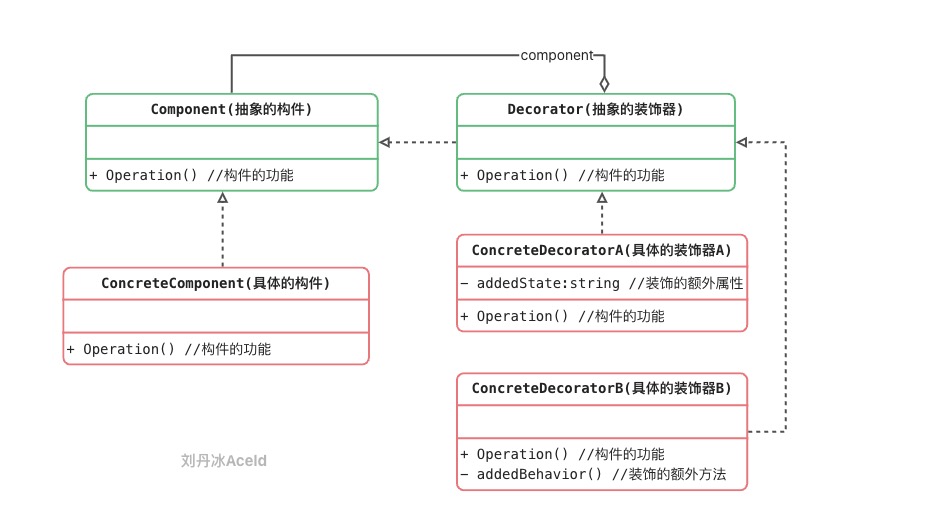 component
Component(抽象的构件)
+ Operation() //构件的功能
Decorator(抽象的装饰器)
+ Operation() //构件的功能
ConcreteComponent(具体的构件)
+ Operation() //构件的功能
ConcreteDecoratorA(具体的装饰器A)
− addedState:string //装饰的额外属性
+ Operation() //构件的功能
ConcreteDecoratorB(具体的装饰器B)
+ Operation() //构件的功能
− addedBehavior() //装饰的额外方法
刘丹冰AceId